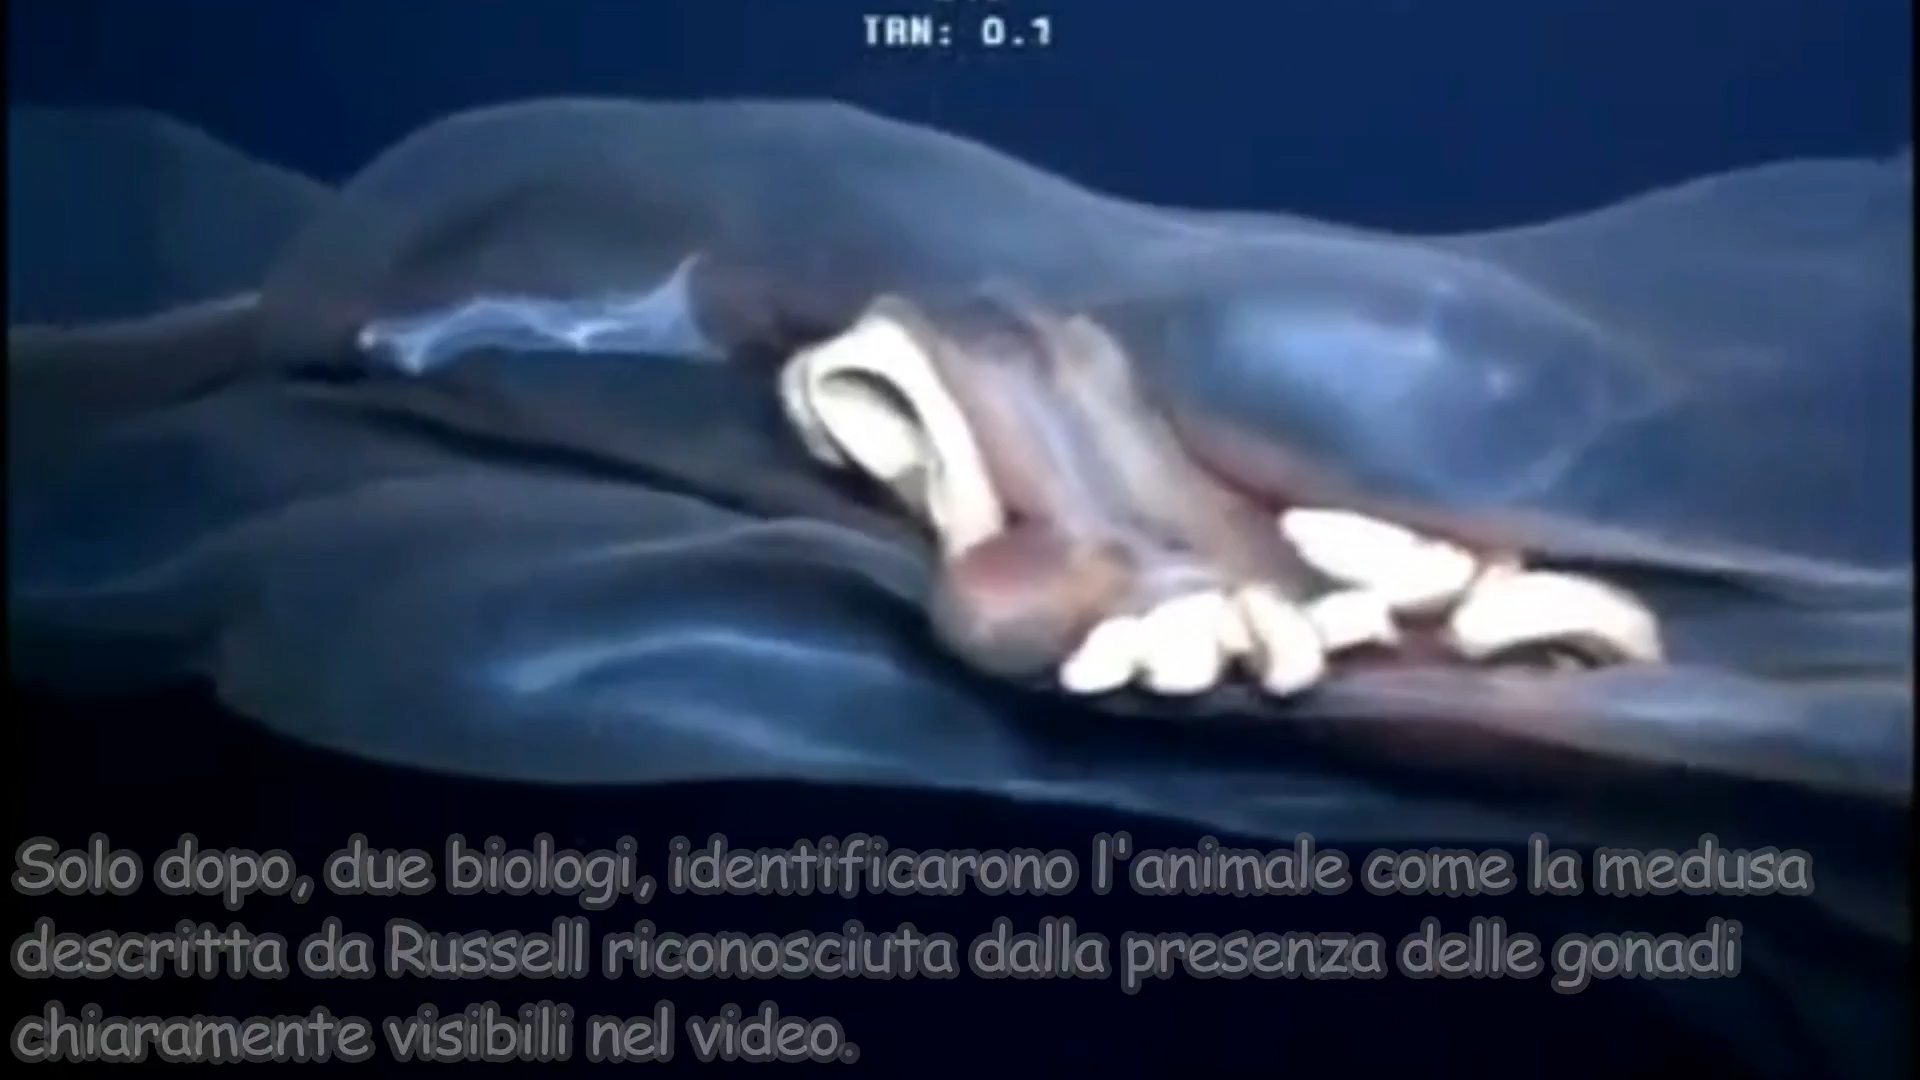 TRN: 0.1
Solo dopo, due biologi, identificarono l'animale come la medusa
descritta da Russell riconosciuta dalla presenza delle gonadi
chiaramente visibili nel video.